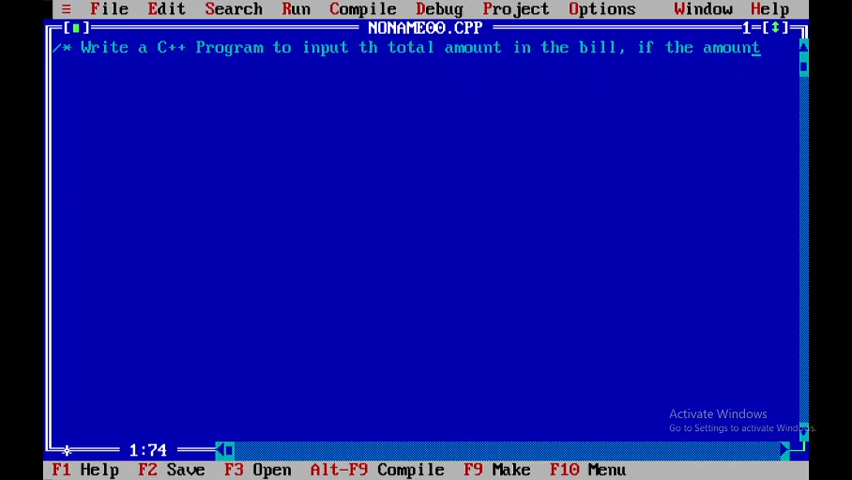 ≡ File Edit Search Run Compile Debug Project Options Window Help
[■] NONAME00.CPP 1=[↕]
/* Write a C++ Program to input th total amount in the bill, if the amount
Activate Windows
Go to Settings to activate Windows.
1:74
F1 Help F2 Save F3 Open Alt-F9 Compile F9 Make F10 Menu